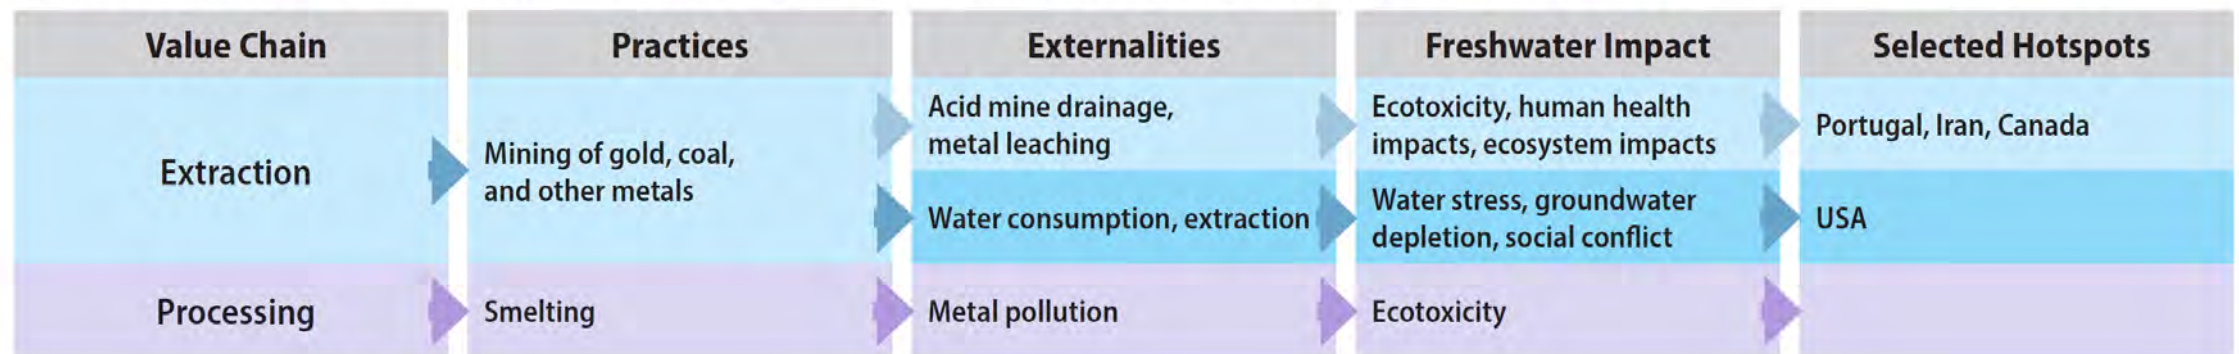 Value Chain
Practices
Externalities
Freshwater Impact
Selected Hotspots
Extraction
Mining of gold, coal,
and other metals
Acid mine drainage,
metal leaching
Ecotoxicity, human health
impacts, ecosystem impacts
Portugal, Iran, Canada
Water consumption, extraction
Water stress, groundwater
depletion, social conflict
USA
Processing
Smelting
Metal pollution
Ecotoxicity